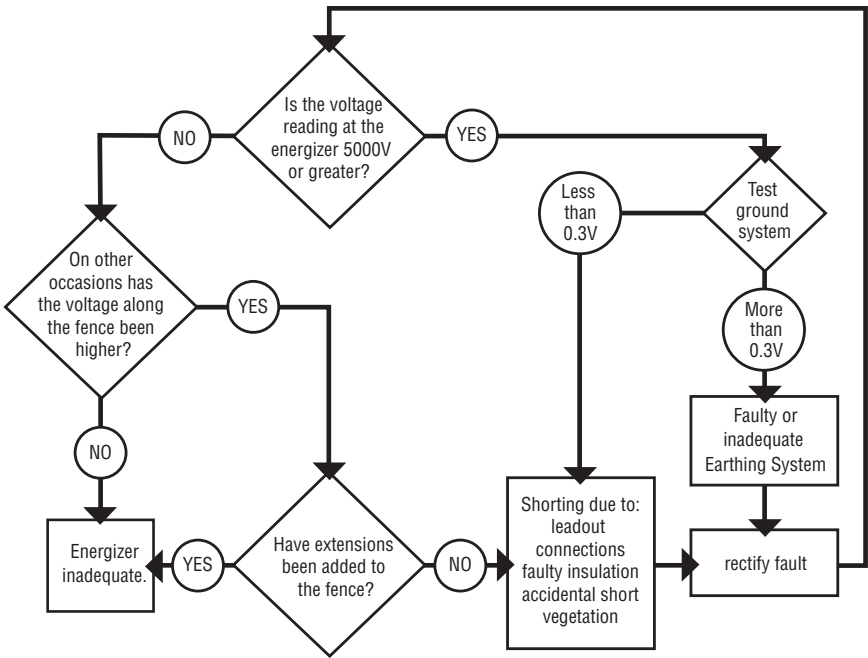 Is the voltage
reading at the
energizer 5000V
or greater?
NO
YES
Less
than
0.3V
Test
ground
system
On other
occasions has
the voltage along
the fence been
higher?
YES
More
than
0.3V
NO
Faulty or
inadequate
Earthing System
Energizer
inadequate.
YES
Have extensions
been added to
the fence?
NO
Shorting due to:
leadout
connections
faulty insulation
accidental short
vegetation
rectify fault